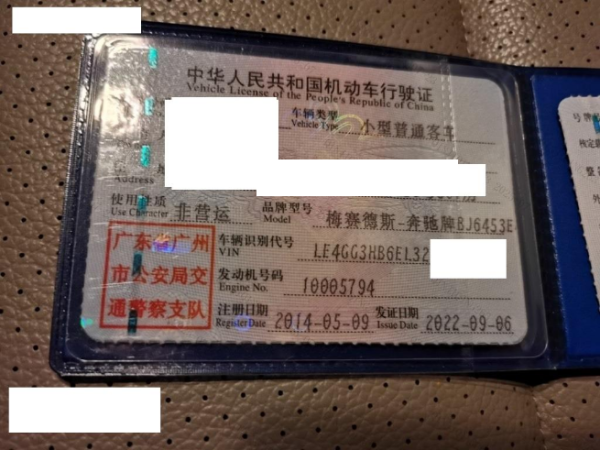 中华人民共和国机动车行驶证
Vehicle License of the People's Republic of China
车辆类型 小型普通客车
Vehicle Type
Address
使用性质 非营运 品牌型号 梅赛德斯-奔驰牌BJ6453E
Use Character Model
广东省广州 车辆识别代号 LE4GG3HB6EL32
VIN
市公安局交 发动机号码 10005794
Engine No.
通警察支队 注册日期 2014-05-09 发证日期 2022-09-06
Register Date Issue Date
号牌
核定
整